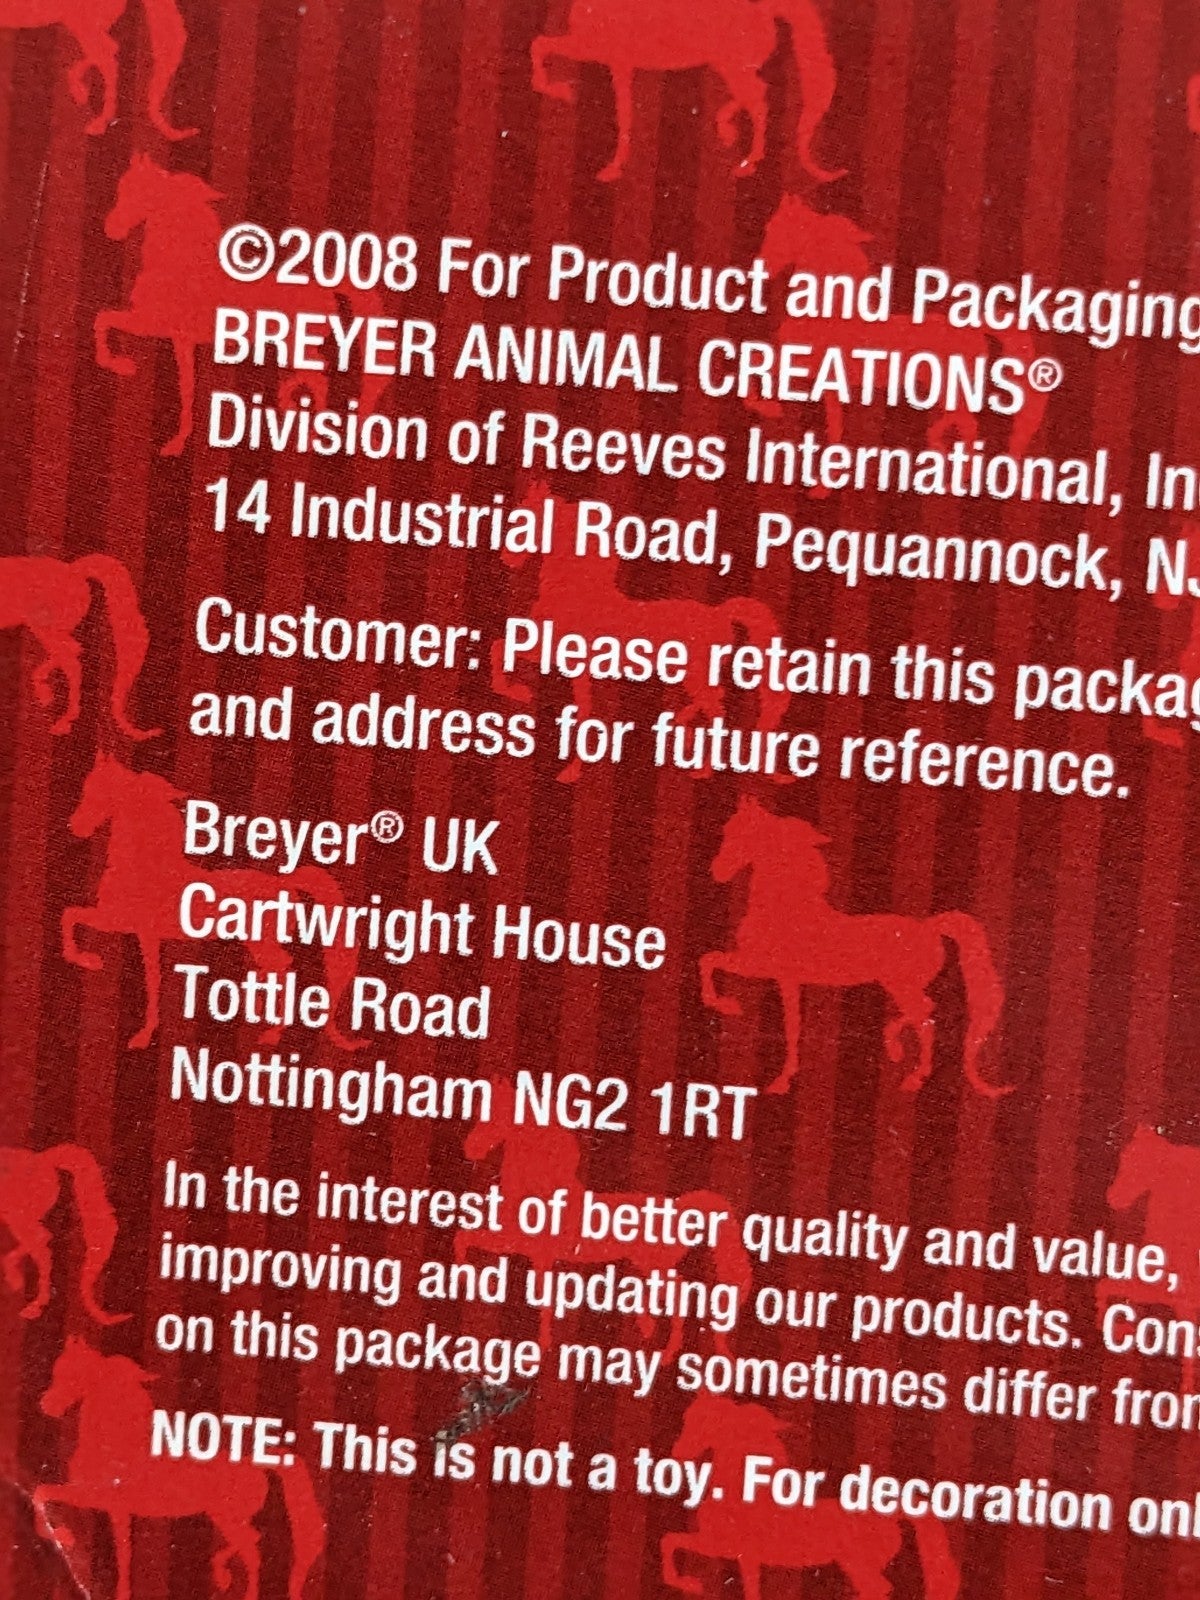 ©2008 For Product and Packaging
BREYER ANIMAL CREATIONS®
Division of Reeves International,
14 Industrial Road, Pequannock, NJ
Customer: Please retain this
and address for future reference.
Breyer® UK
Cartwright House
Tottle Road
Nottingham NG2 1RT
In the interest of better quality and value,
improving and updating our products.
on this package may sometimes differ
NOTE: This is not a toy. For decoration